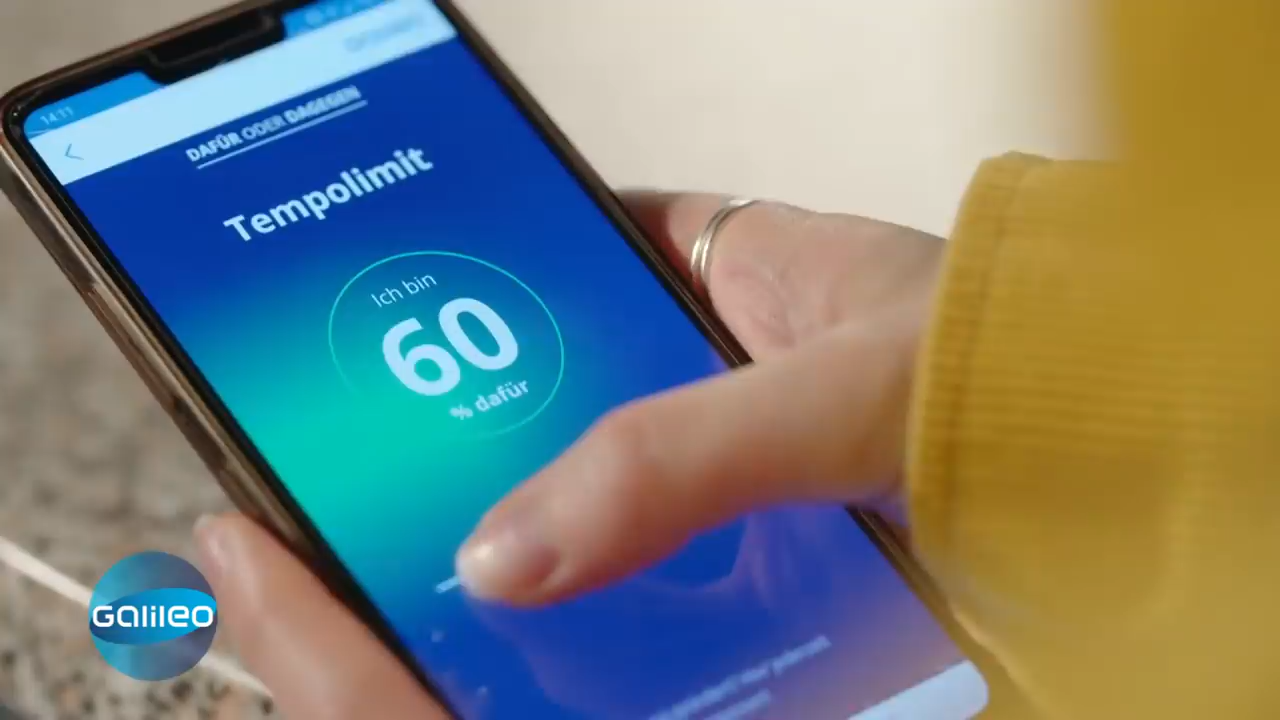 14:11
DAFÜR ODER DAGEGEN
Tempolimit
Ich bin
60
% dafür
Galileo